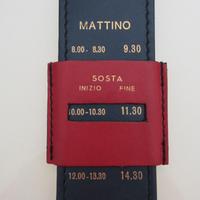 MATTINO
8.00 - 8.30 9.30
SOSTA
INIZIO FINE
10.00-10.30 11.30
12.00-13.30 14.30